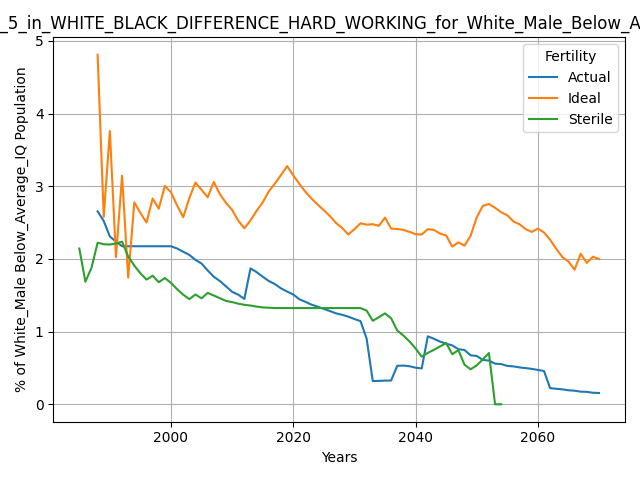 _5_in_WHITE_BLACK_DIFFERENCE_HARD_WORKING_for_White_Male_Below_A
Fertility
Actual
Ideal
Sterile
% of White_Male Below_Average_IQ Population
5
4
3
2
1
0
2000 2020 2040 2060
Years